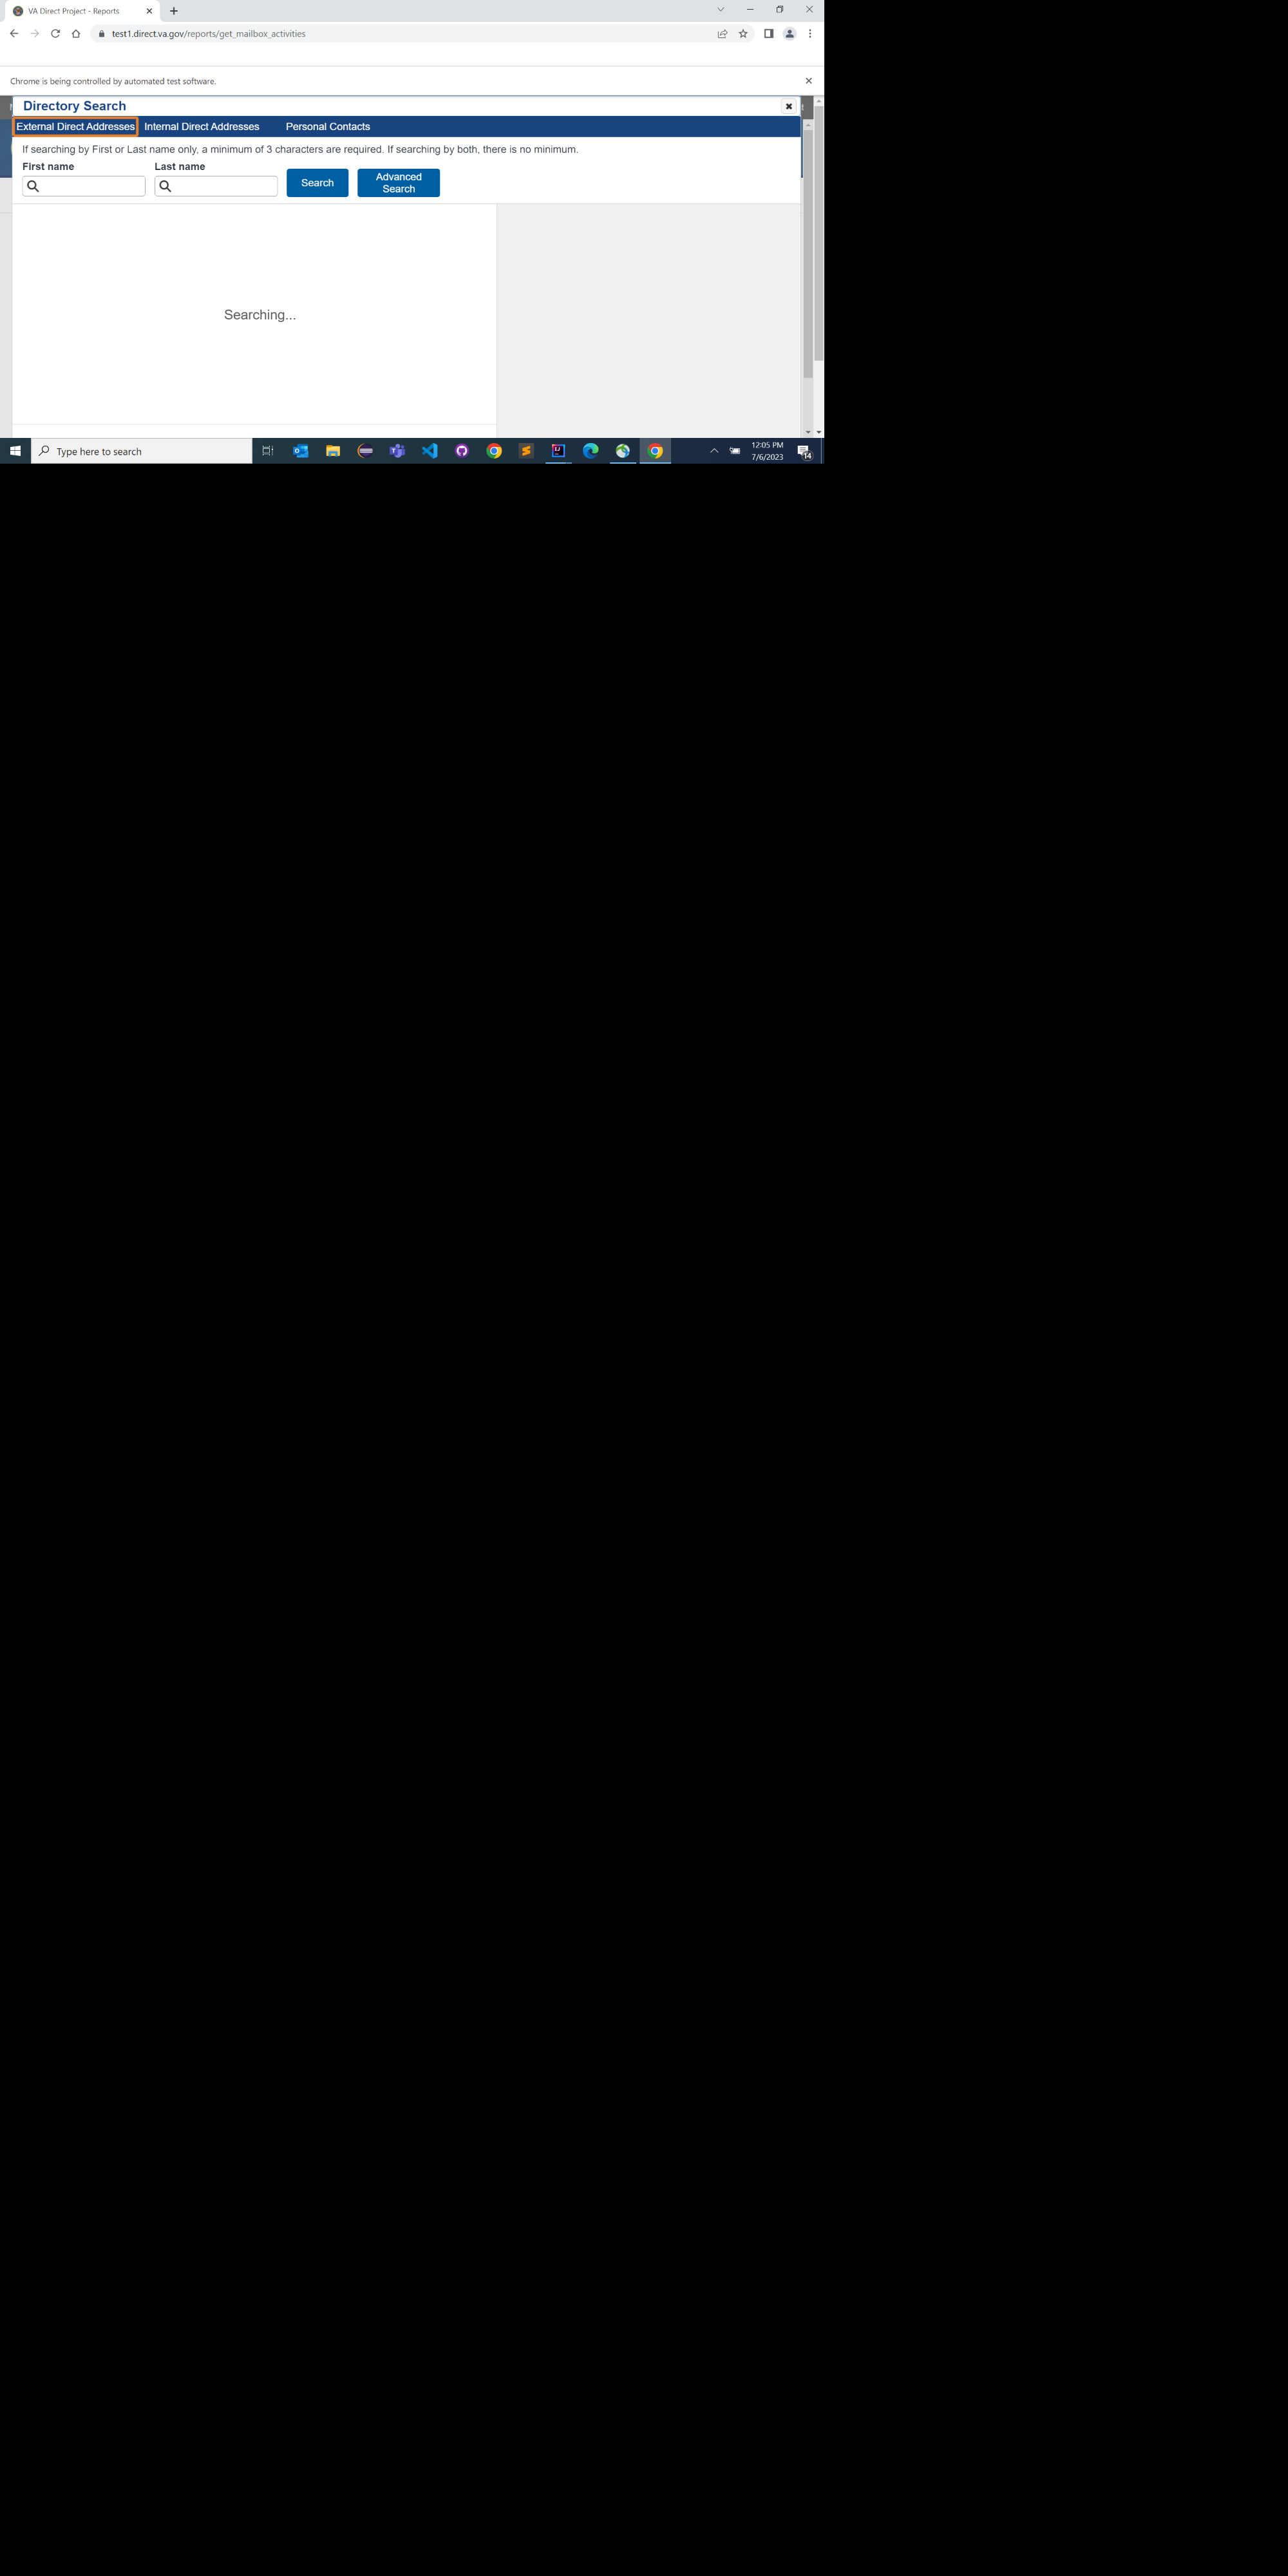 VA Direct Project - Reports
test1.direct.va.gov/reports/get_mailbox_activities
Chrome is being controlled by automated test software.
Directory Search
External Direct Addresses Internal Direct Addresses Personal Contacts
If searching by First or Last name only, a minimum of 3 characters are required. If searching by both, there is no minimum.
First name Last name
Search
Advanced
Search
Searching...
Type here to search
12:05 PM
7/6/2023
14